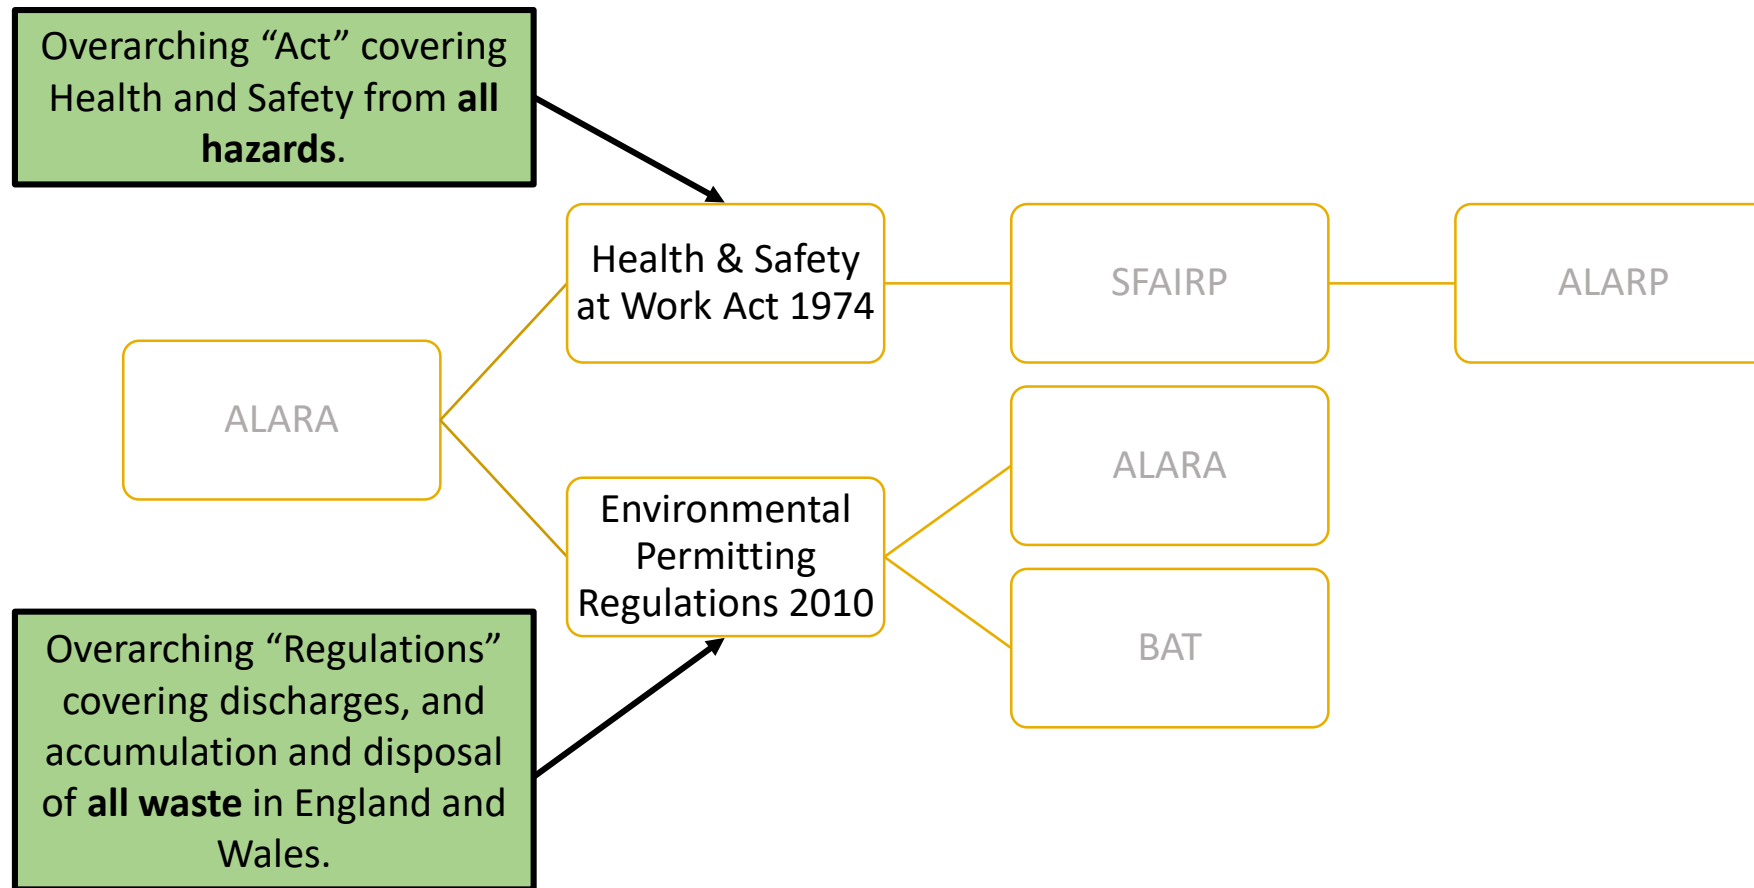 Overarching “Act” covering
Health and Safety from all
hazards.
Health & Safety
at Work Act 1974
SFAIRP
ALARP
ALARA
ALARA
Environmental
Permitting
Regulations 2010
BAT
Overarching “Regulations”
covering discharges, and
accumulation and disposal
of all waste in England and
Wales.